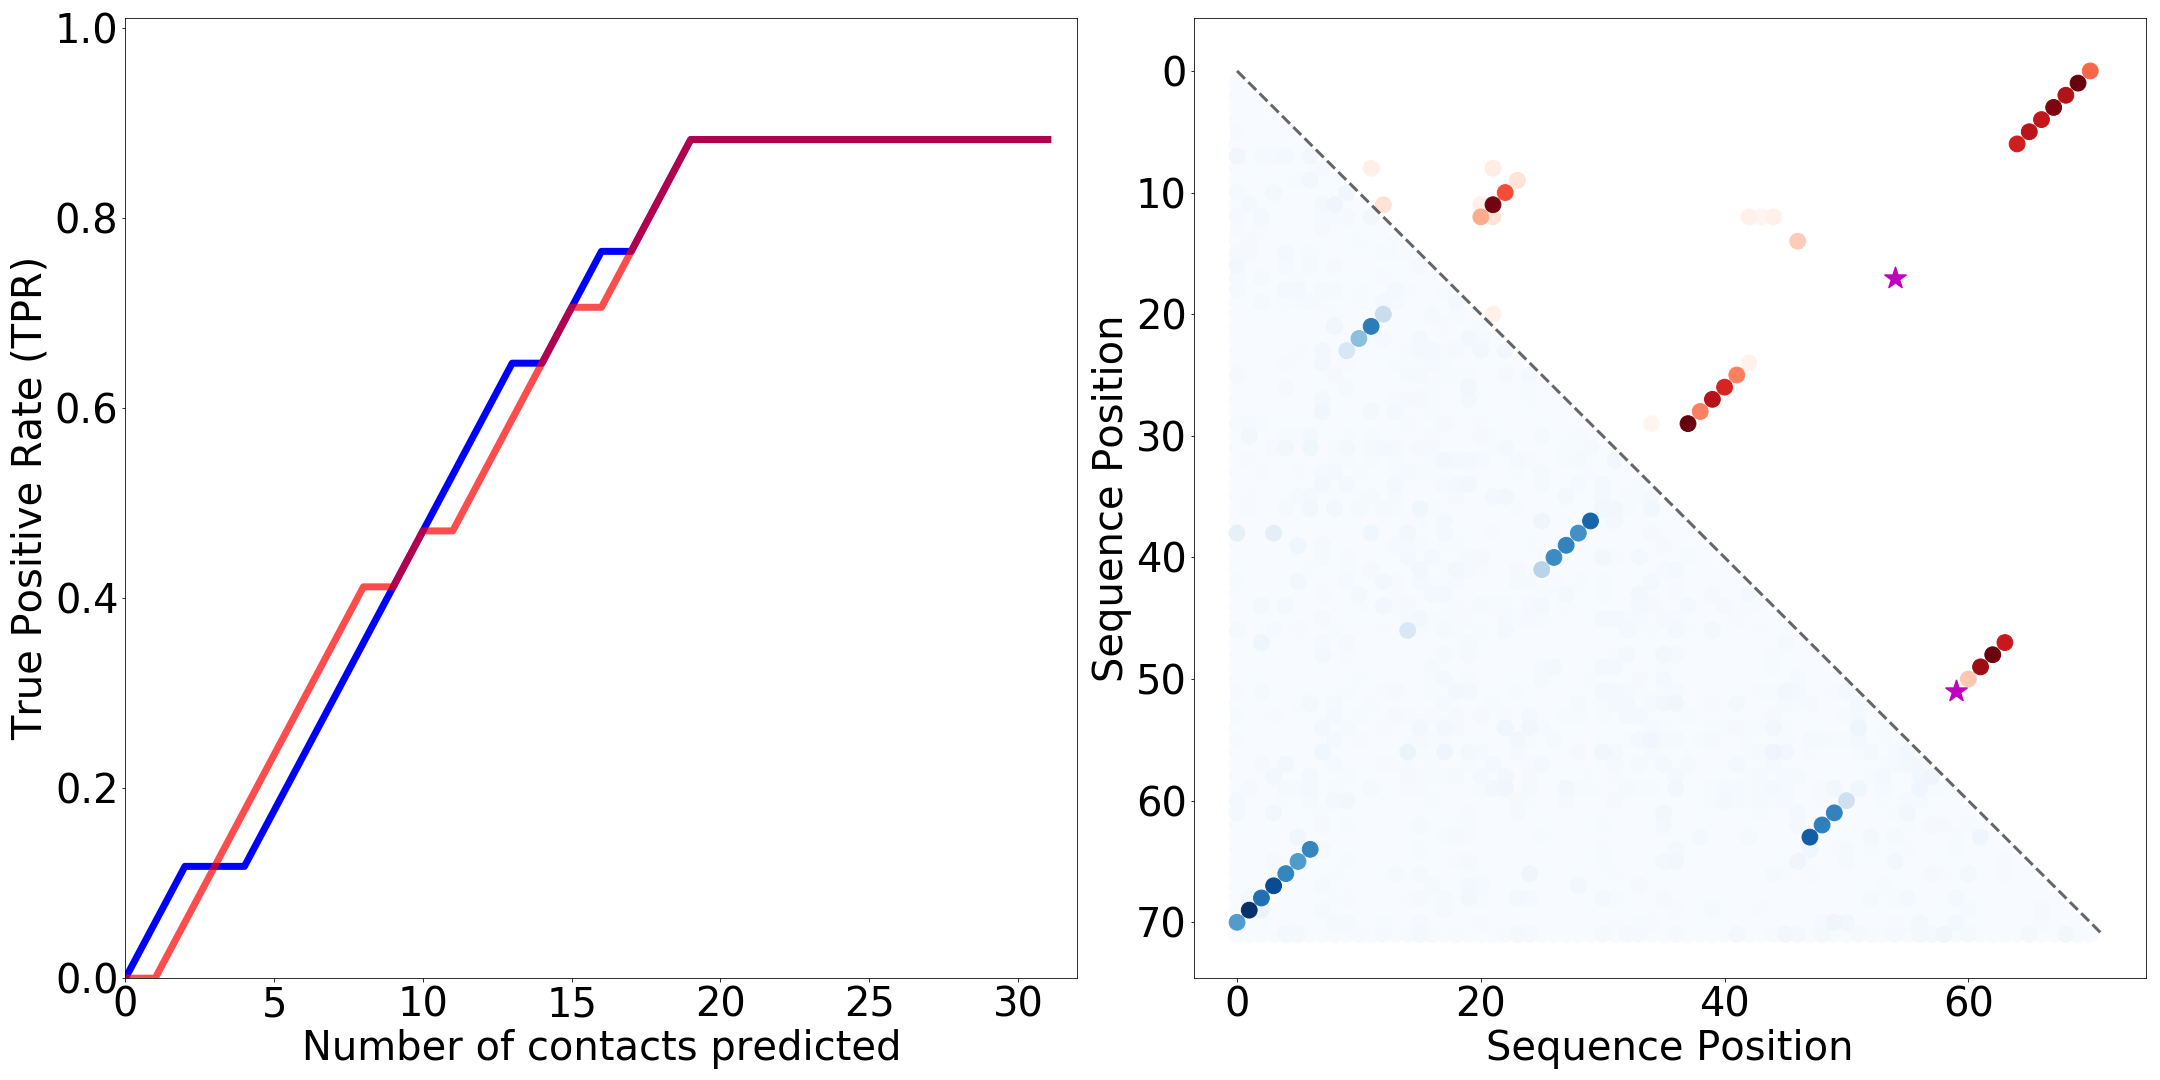 1.0
0.8
0.6
0.4
0.2
0.0
True Positive Rate (TPR)
0 5 10 15 20 25 30
Number of contacts predicted
0
10
20
30
40
50
60
70
Sequence Position
0 20 40 60
Sequence Position